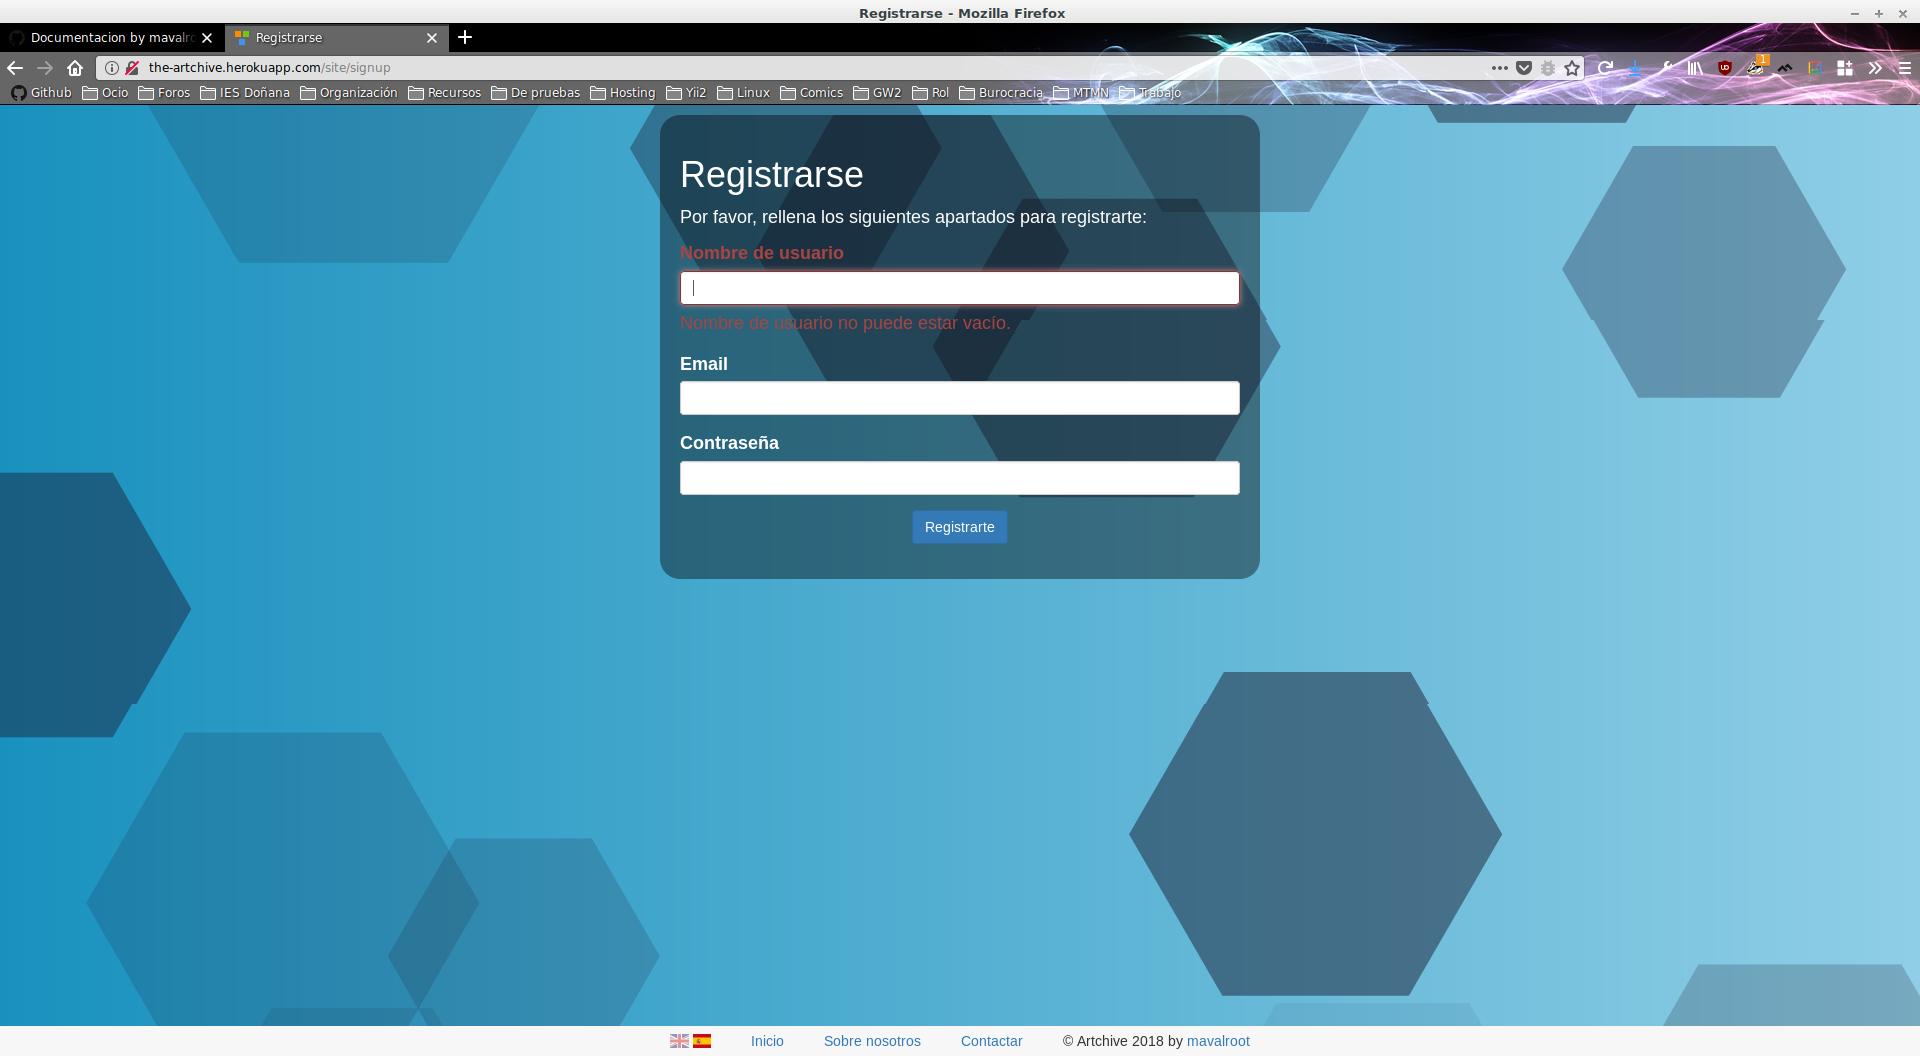 Registrarse - Mozilla Firefox
Documentacion by mavalro
Registrarse
the-artchive.herokuapp.com/site/signup
1
Github Ocio Foros IES Doñana Organización Recursos De pruebas Hosting Yii2 Linux Comics GW2 Rol Burocracia MTMN Trabajo
Registrarse
Por favor, rellena los siguientes apartados para registrarte:
Nombre de usuario
Nombre de usuario no puede estar vacío.
Email
Contraseña
Registrarte
Inicio Sobre nosotros Contactar © Artchive 2018 by mavalroot